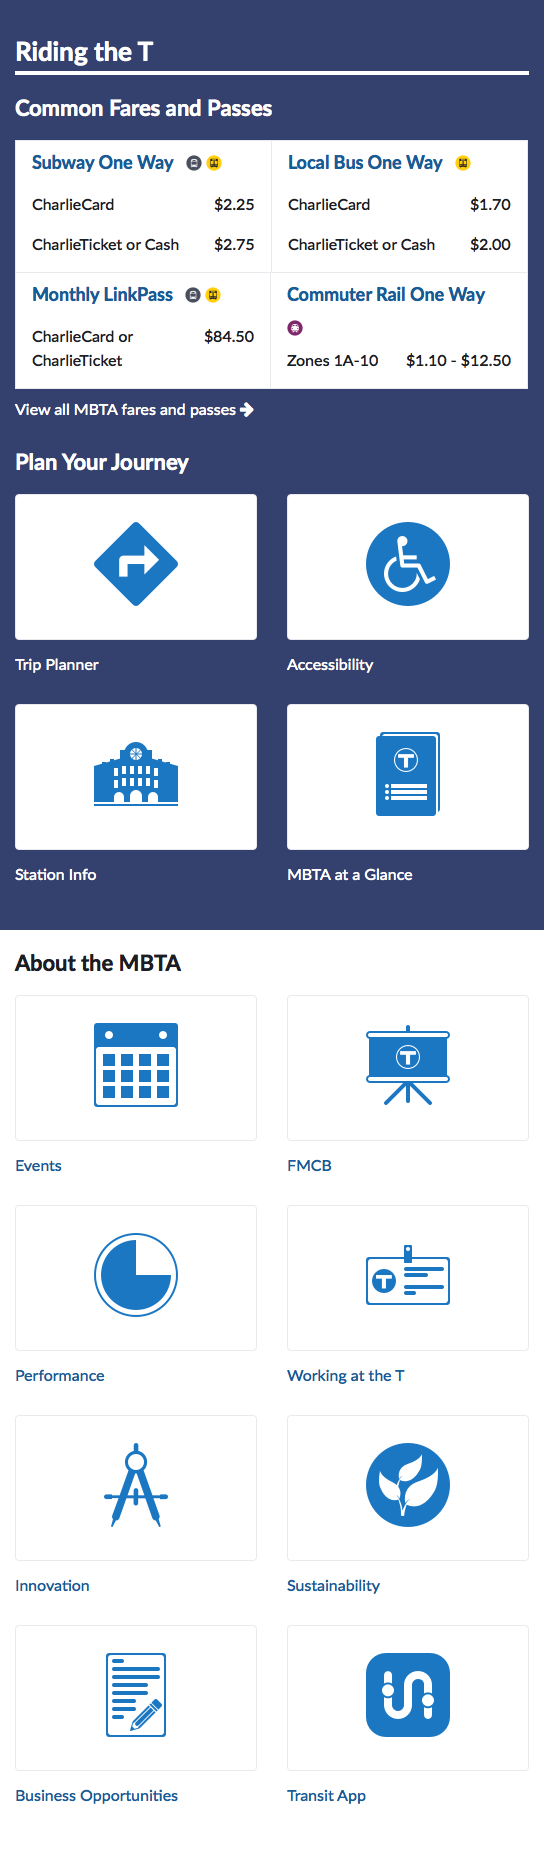 Riding the T
Common Fares and Passes
Subway One Way
CharlieCard $2.25
CharlieTicket or Cash $2.75
Local Bus One Way
CharlieCard $1.70
CharlieTicket or Cash $2.00
Monthly LinkPass
CharlieCard or $84.50
CharlieTicket
Commuter Rail One Way
Zones 1A-10 $1.10 - $12.50
View all MBTA fares and passes
Plan Your Journey
Trip Planner
Accessibility
T
Station Info
MBTA at a Glance
About the MBTA
T
Events
FMCB
T
Performance
Working at the T
Innovation
Sustainability
Business Opportunities
Transit App